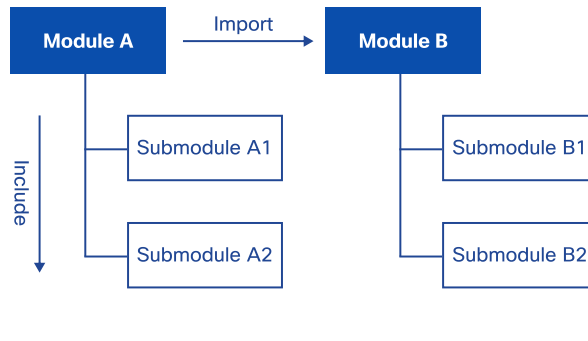 Module A
Import
Module B
Include
Submodule A1
Submodule B1
Submodule A2
Submodule B2